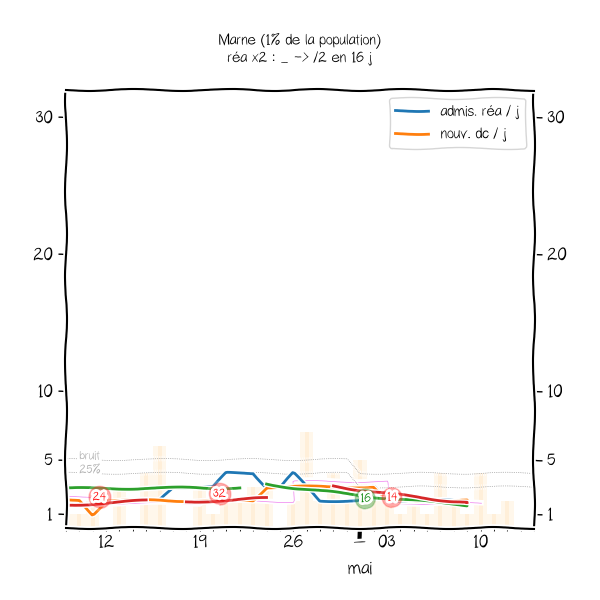 Marne (1% de la population)
réa x2 : _ -> /2 en 16 j
admis. réa / j
nouv. dc / j
30 30
20 20
10 10
5 5
1 1
bruit
25%
24 32 16 14
12 19 26 03 10
mai